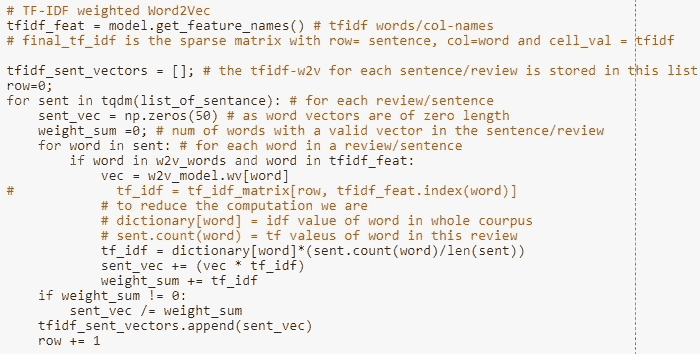 # TF-IDF weighted Word2Vec
tfidf_feat = model.get_feature_names() # tfidf words/col-names
# final_tf_idf is the sparse matrix with row= sentence, col=word and cell_val = tfidf

tfidf_sent_vectors = []; # the tfidf-w2v for each sentence/review is stored in this list
row=0;
for sent in tqdm(list_of_sentance): # for each review/sentence
    sent_vec = np.zeros(50) # as word vectors are of zero length
    weight_sum =0; # num of words with a valid vector in the sentence/review
    for word in sent: # for each word in a review/sentence
        if word in w2v_words and word in tfidf_feat:
            vec = w2v_model.wv[word]
#             tf_idf = tf_idf_matrix[row, tfidf_feat.index(word)]
            # to reduce the computation we are
            # dictionary[word] = idf value of word in whole courpus
            # sent.count(word) = tf valeus of word in this review
            tf_idf = dictionary[word]*(sent.count(word)/len(sent))
            sent_vec += (vec * tf_idf)
            weight_sum += tf_idf
    if weight_sum != 0:
        sent_vec /= weight_sum
    tfidf_sent_vectors.append(sent_vec)
    row += 1